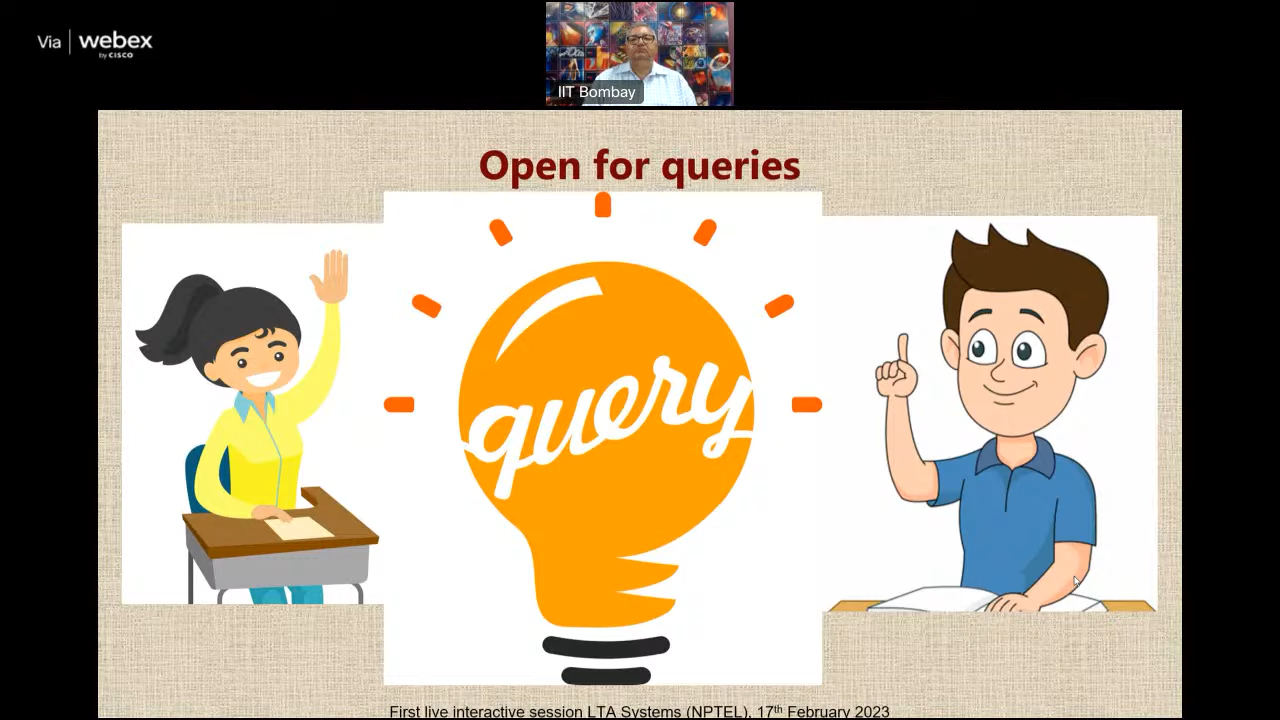 Via | webex
by CISCO
IIT Bombay
Open for queries
query
First live interactive session LTA Systems (NPTEL), 17th February 2023